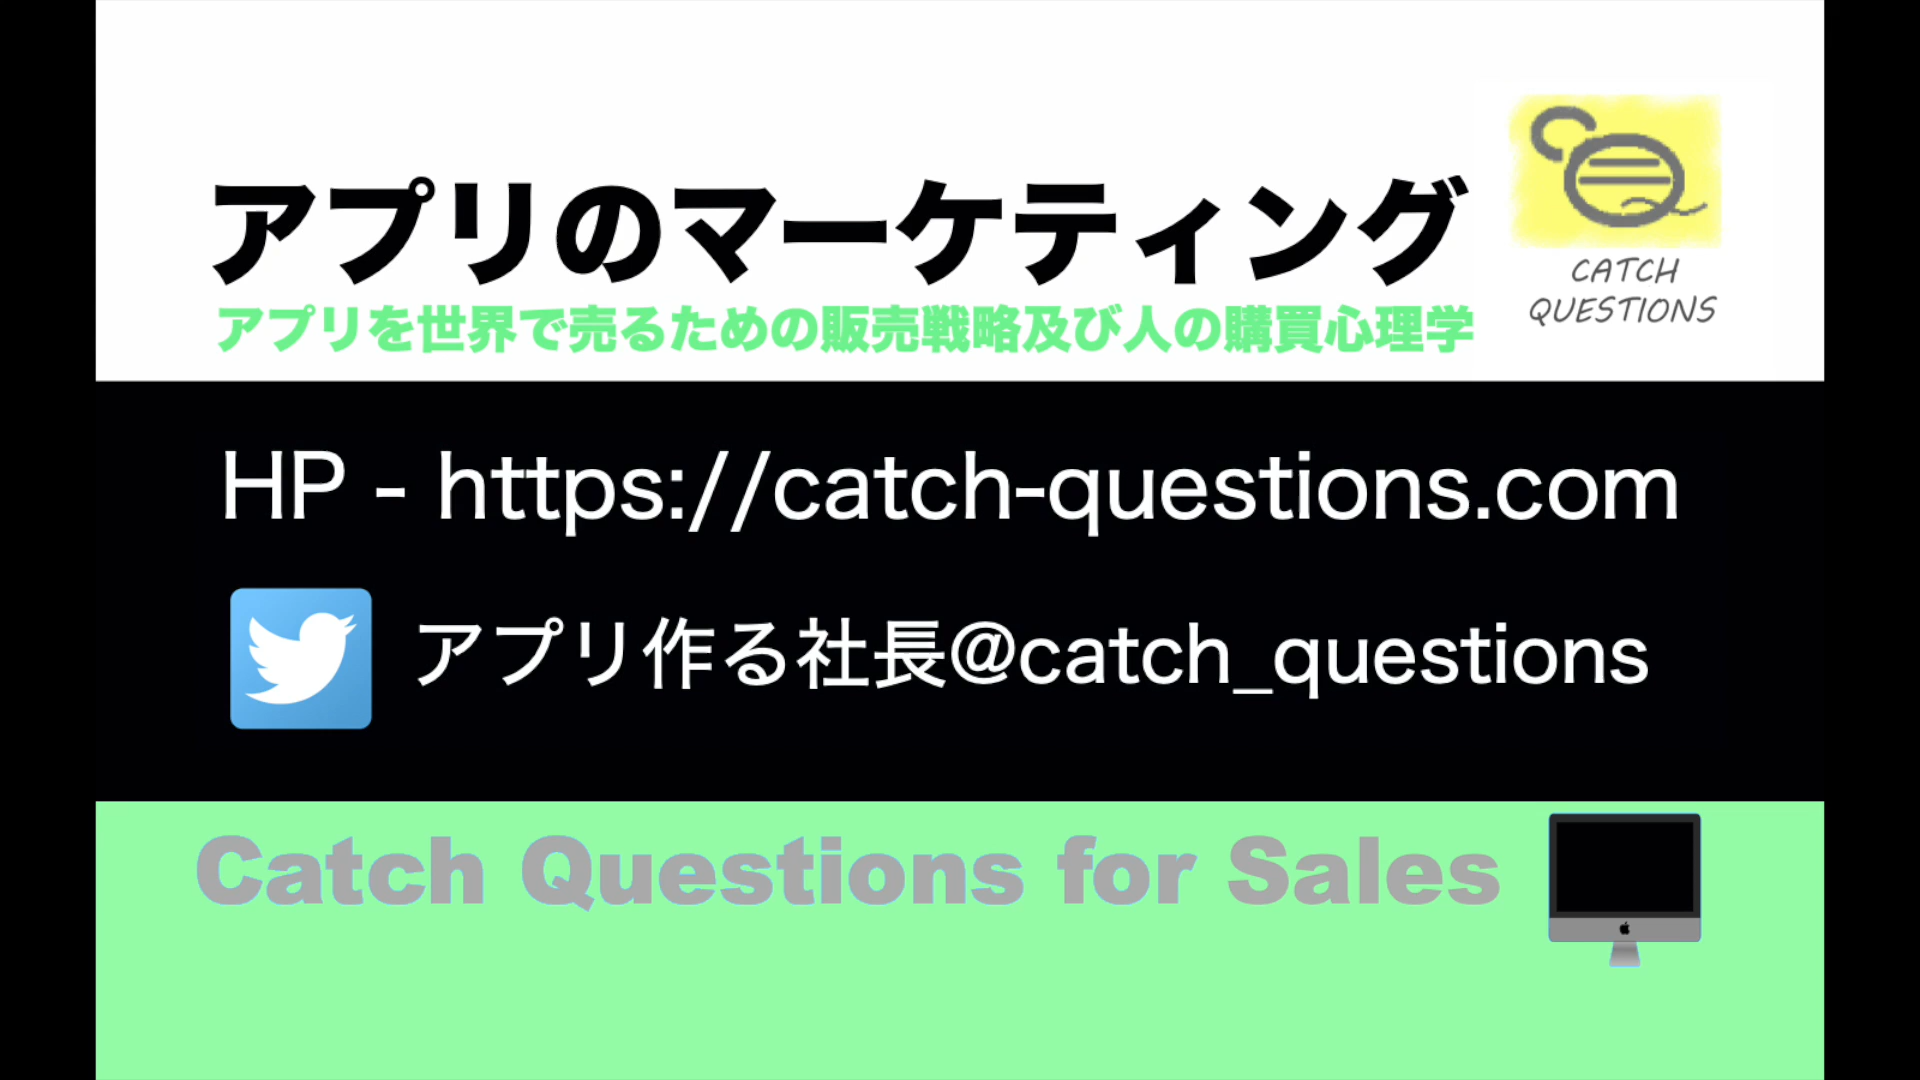 アプリのマーケティング
アプリを世界で売るための販売戦略及び人の購買心理学
CATCH
QUESTIONS
HP - https://catch-questions.com
アプリ作る社長@catch_questions
Catch Questions for Sales